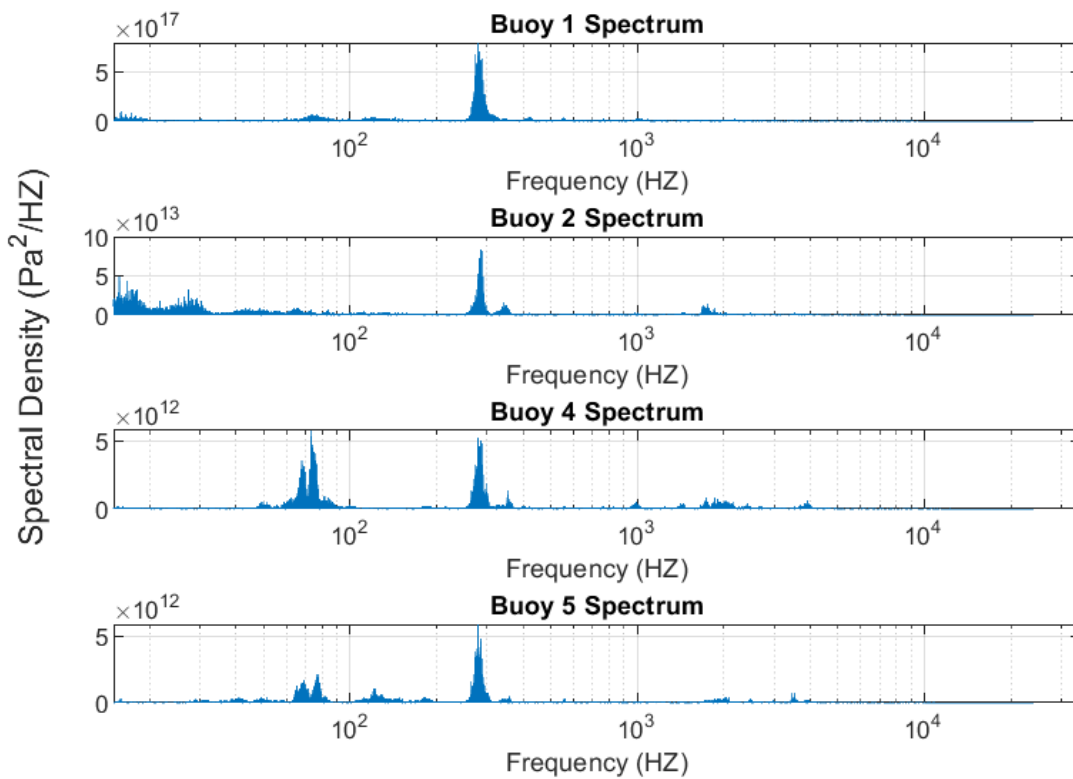 ×10^17
Buoy 1 Spectrum
5
0
10^2
10^3
10^4
Frequency (HZ)
×10^13
Buoy 2 Spectrum
10
5
0
10^2
10^3
10^4
Frequency (HZ)
×10^12
Buoy 4 Spectrum
5
0
10^2
10^3
10^4
Frequency (HZ)
×10^12
Buoy 5 Spectrum
5
0
10^2
10^3
10^4
Frequency (HZ)
Spectral Density (Pa^2/HZ)